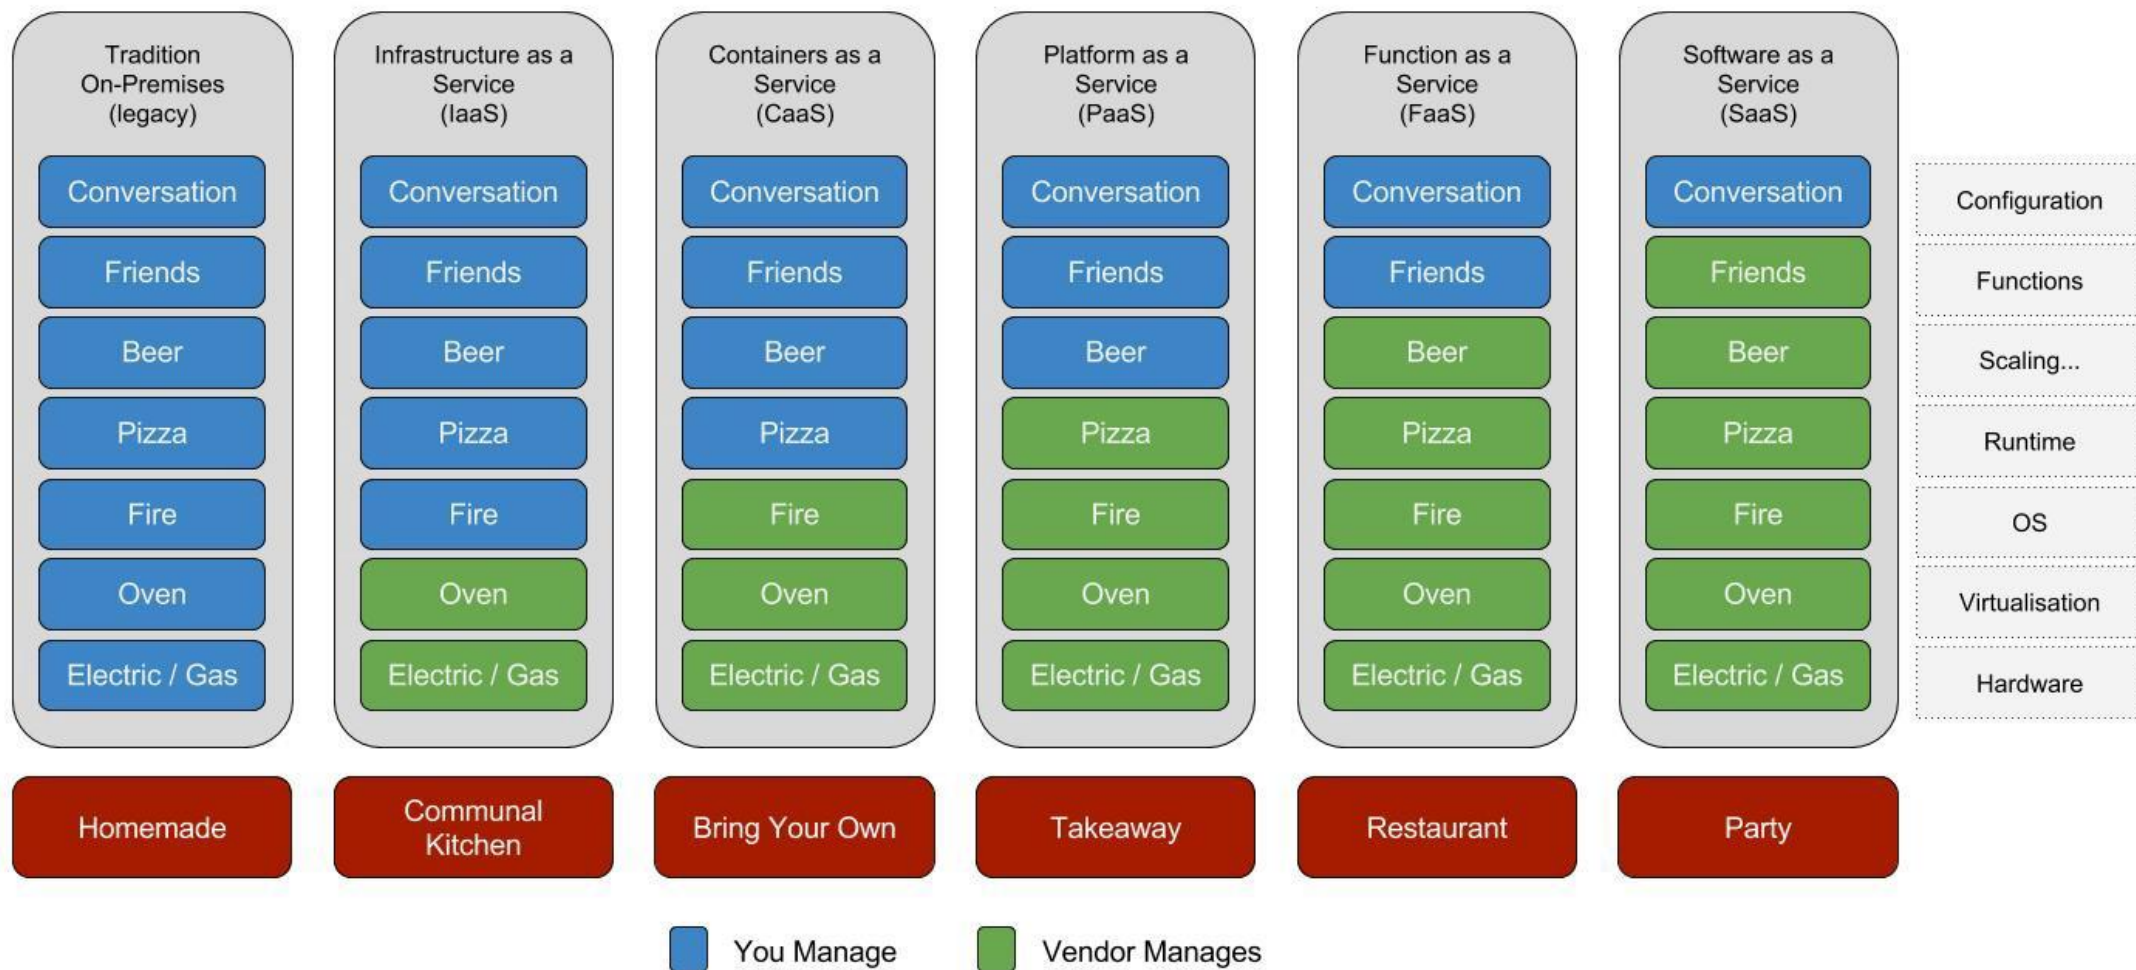 Tradition
On-Premises
(legacy)
Infrastructure as a
Service
(IaaS)
Containers as a
Service
(CaaS)
Platform as a
Service
(PaaS)
Function as a
Service
(FaaS)
Software as a
Service
(SaaS)
Conversation
Conversation
Conversation
Conversation
Conversation
Conversation
Configuration
Friends
Friends
Friends
Friends
Friends
Friends
Functions
Beer
Beer
Beer
Beer
Beer
Beer
Scaling...
Pizza
Pizza
Pizza
Pizza
Pizza
Pizza
Runtime
Fire
Fire
Fire
Fire
Fire
Fire
OS
Oven
Oven
Oven
Oven
Oven
Oven
Virtualisation
Electric / Gas
Electric / Gas
Electric / Gas
Electric / Gas
Electric / Gas
Electric / Gas
Hardware
Homemade
Communal
Kitchen
Bring Your Own
Takeaway
Restaurant
Party
You Manage
Vendor Manages